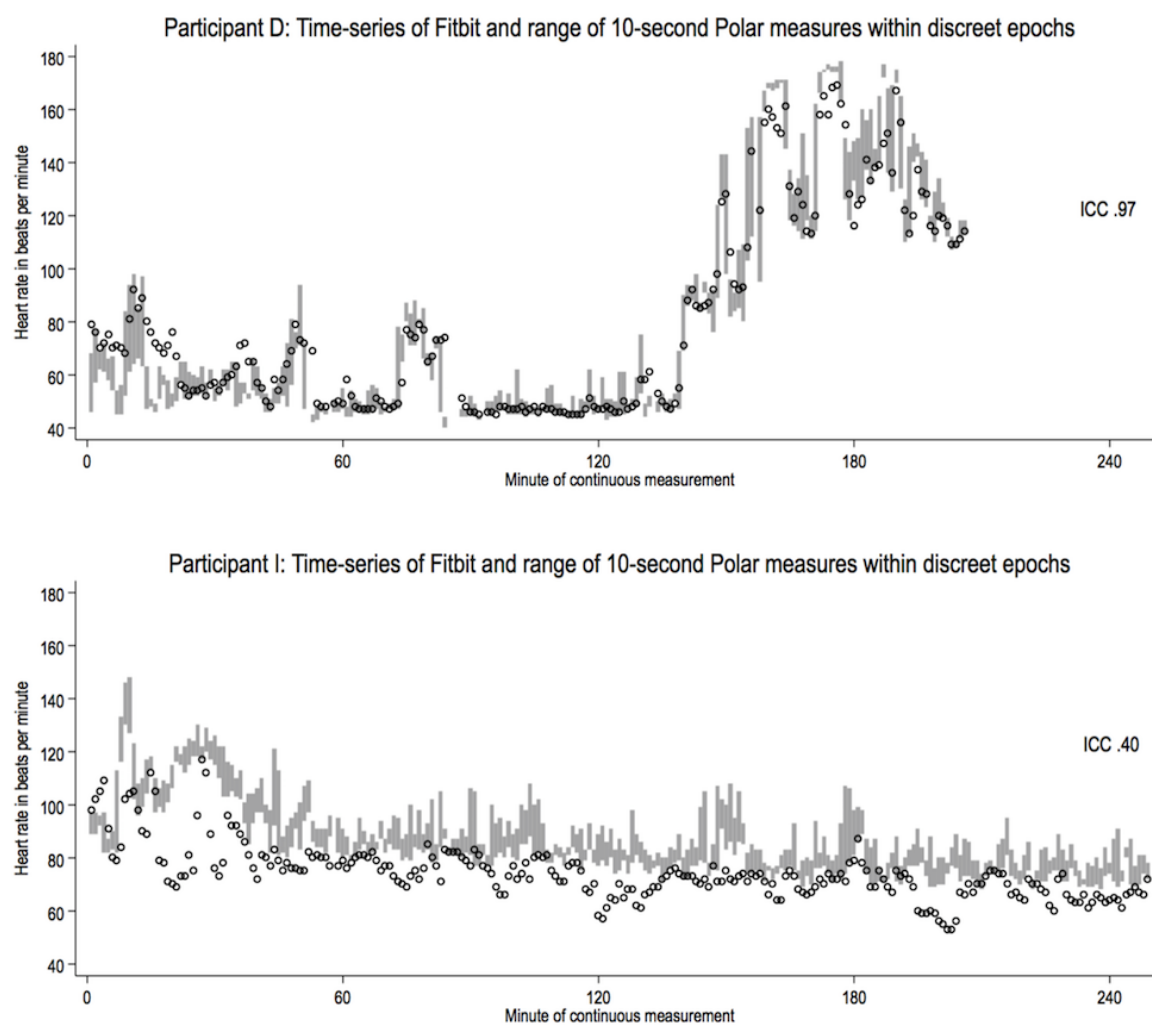 Participant D: Time-series of Fitbit and range of 10-second Polar measures within discreet epochs
Heart rate in beats per minute
180
160
140
120
100
80
60
40
ICC .97
0 60 120 180 240
Minute of continuous measurement
Participant I: Time-series of Fitbit and range of 10-second Polar measures within discreet epochs
Heart rate in beats per minute
180
160
140
120
100
80
60
40
ICC .40
0 60 120 180 240
Minute of continuous measurement